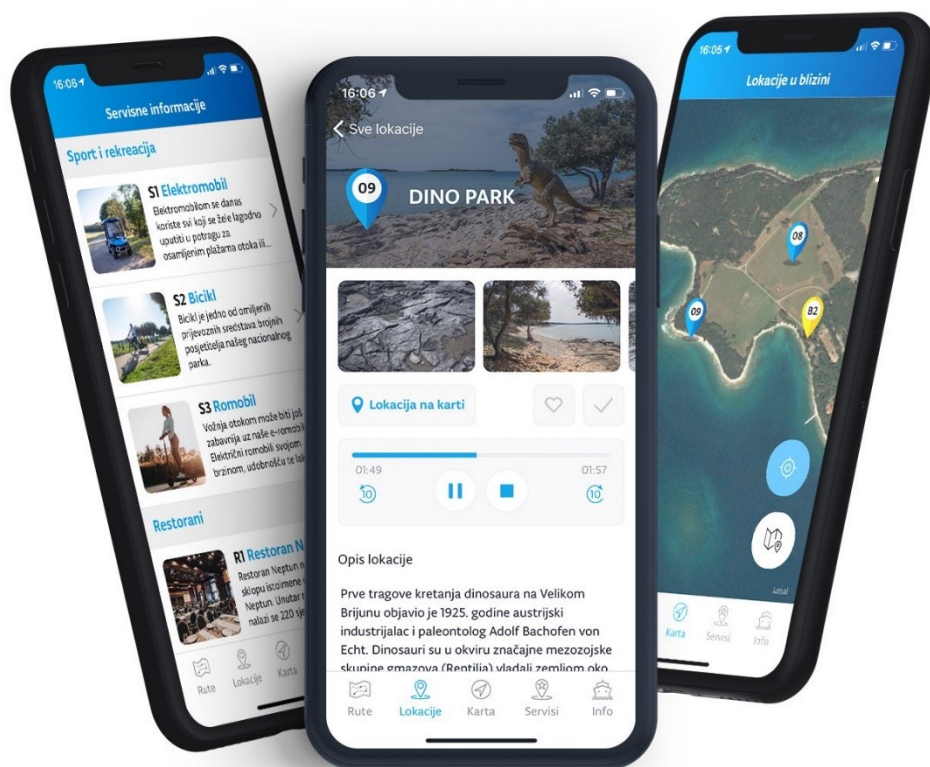 16:06
Servisne informacije
Sport i rekreacija
S1 Elektromobil
Elektromobilom se danas
koriste svi koji se žele lagodno
uputiti u potragu za
osamljenim plažama otoka ili...
S2 Bicikl
Bicikl je jedno od omiljenih
prijevoznih sredstava brojnih
posjetitelja našeg nacionalnog
parka.
S3 Romobil
Vožnja otokom može biti još
zabavnija uz naše e-romobil
Električni romobili svojom
brzinom, udobnošću te lak
Restorani
R1 Restoran N
Restoran Neptun n
sklopu istoimene
Neptun. Unutar
nalazi se 220 sje
Rute
Lokacije
Karta
16:06
Sve lokacije
09
DINO PARK
Lokacija na karti
01:49
01:57
10
10
Opis lokacije
Prve tragove kretanja dinosaura na Velikom
Brijunu objavio je 1925. godine austrijski
industrijalac i paleontolog Adolf Bachofen von
Echt. Dinosauri su u okviru značajne mezozojske
skupine gmazova (Reptilia) vladali zemljom oko
Rute
Lokacije
Karta
Servisi
Info
16:05
Lokacije u blizini
08
09
B2
Legal
Karta
Servisi
Info